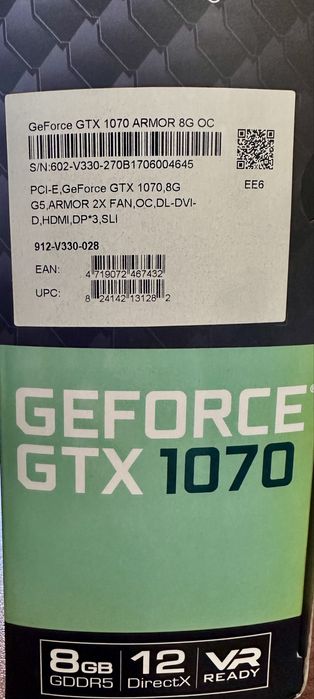 GeForce GTX 1070 ARMOR 8G OC
S/N:602-V330-270B1706004645
PCI-E,GeForce GTX 1070,8G
G5,ARMOR 2X FAN,OC,DL-DVI-
D,HDMI,DP*3,SLI
EE6
912-V330-028
EAN: 4 719072 467432
UPC: 8 24142 13128 2
GEFORCE®
GTX 1070
8GB
GDDR5
12
DirectX
VR
READY